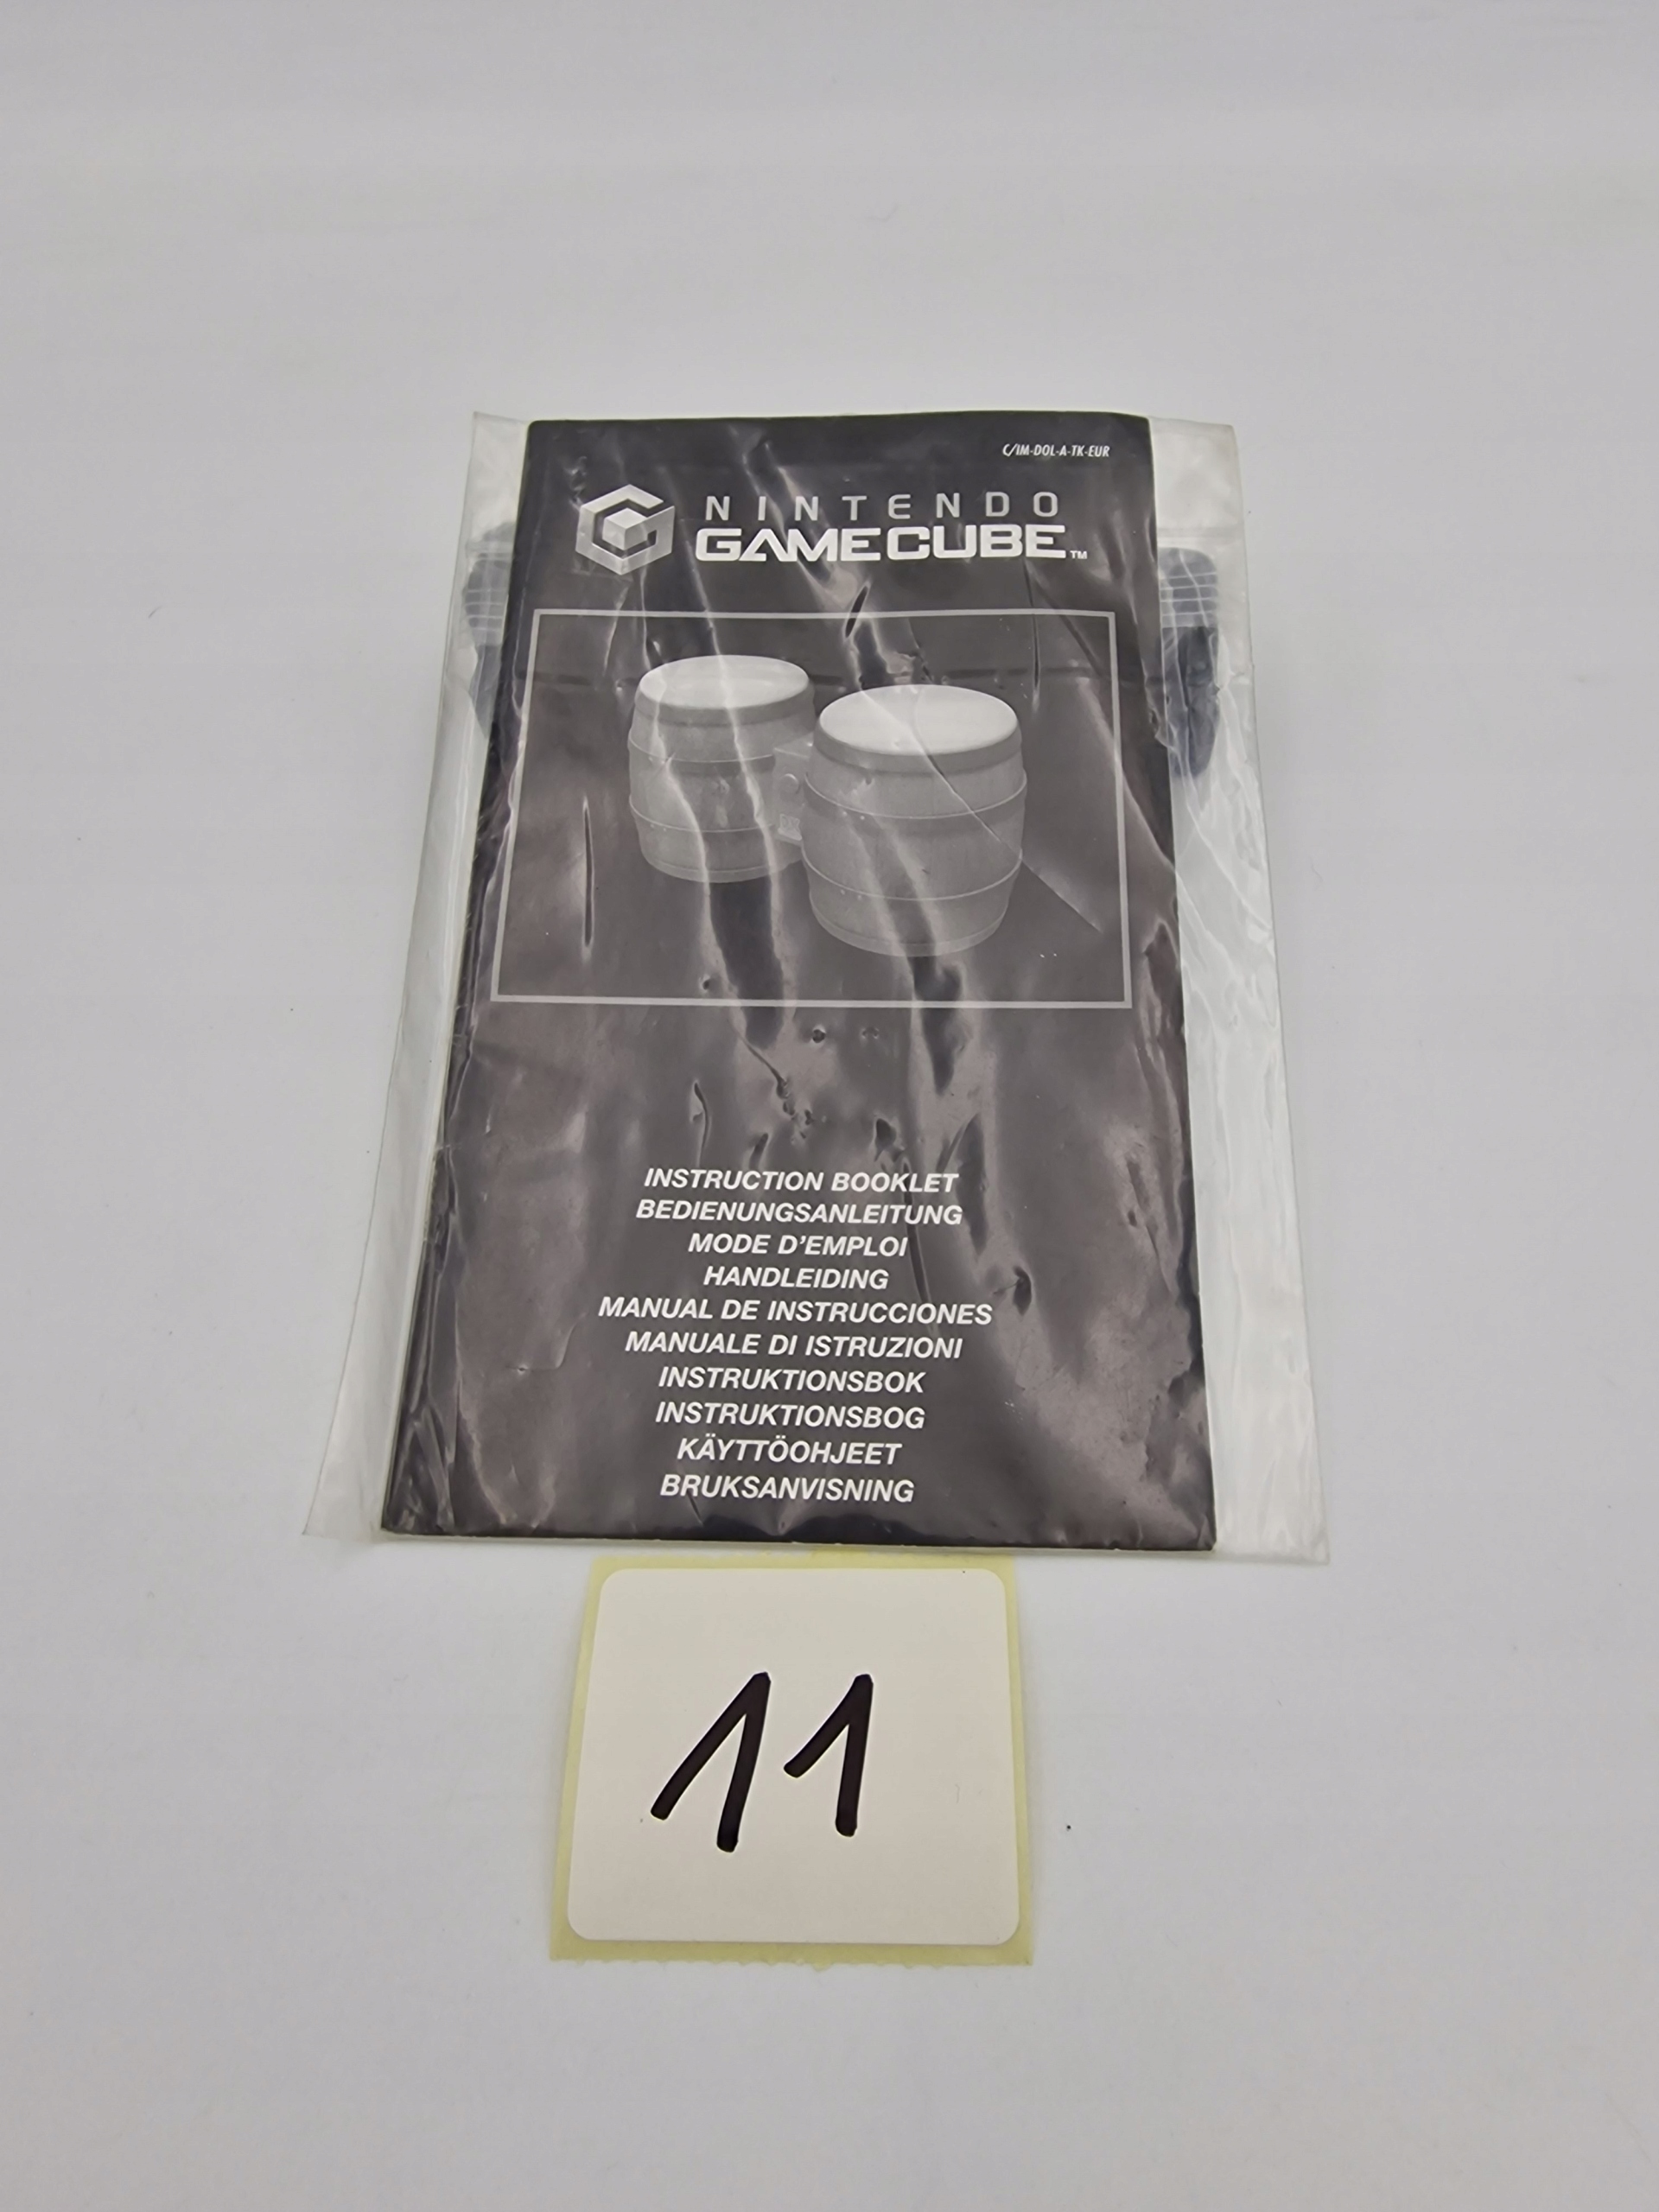 C/IM-DOL-A-TK-EUR
NINTENDO
GAMECUBE™
INSTRUCTION BOOKLET
BEDIENUNGSANLEITUNG
MODE D'EMPLOI
HANDLEIDING
MANUAL DE INSTRUCCIONES
MANUALE DI ISTRUZIONI
INSTRUKTIONSBOK
INSTRUKTIONSBOG
KÄYTTÖOHJEET
BRUKSANVISNING
11